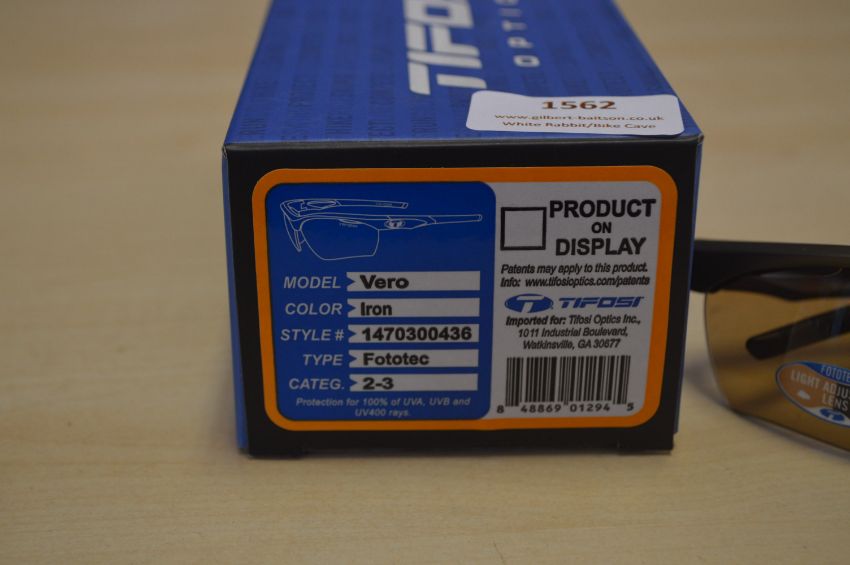 TIFOSI
OPTICS
1562
www.gilbert-baitson.co.uk
White Rabbit/Bike Cave
PRODUCT
ON
DISPLAY
Patents may apply to this product.
Info: www.tifosioptics.com/patents
TIFOSI
Imported for: Tifosi Optics Inc.,
1011 Industrial Boulevard,
Watkinsville, GA 30677
8 48869 01294 5
MODEL Vero
COLOR Iron
STYLE # 1470300436
TYPE Fototec
CATEG. 2-3
Protection for 100% of UVA, UVB and
UV400 rays.
FOTOTE
LIGHT ADJUS
LENS